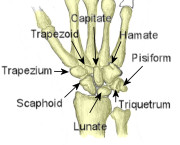 Capitate
Trapezoid
Hamate
Pisiform
Trapezium
Scaphoid
Triquetrum
Lunate